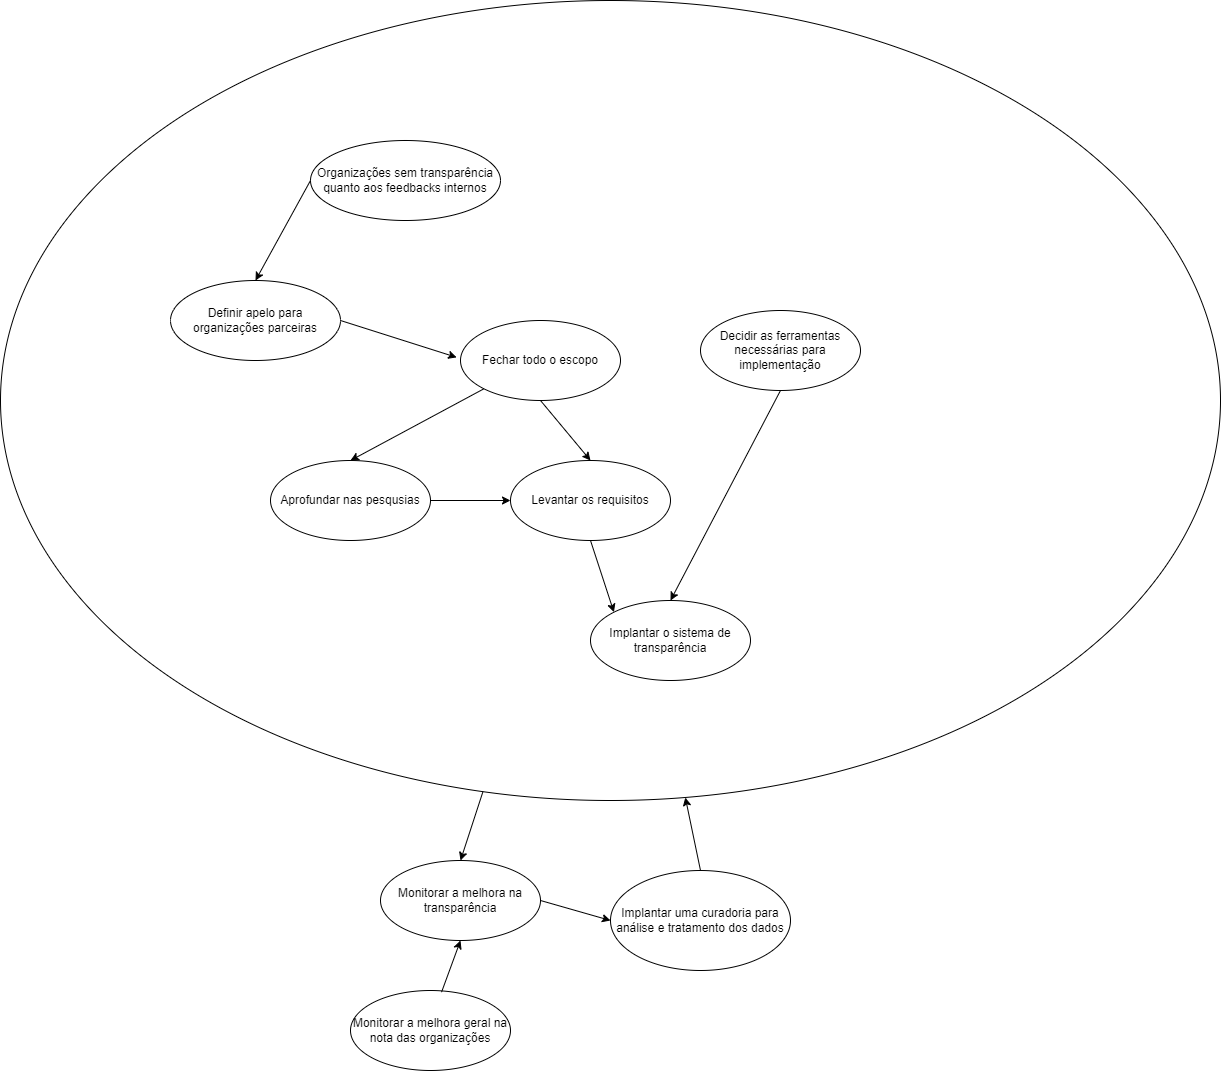 Organizações sem transparência
quanto aos feedbacks internos
Definir apelo para
organizações parceiras
Fechar todo o escopo
Decidir as ferramentas
necessárias para
implementação
Aprofundar nas pesqusias
Levantar os requisitos
Implantar o sistema de
transparência
Monitorar a melhora na
transparência
Implantar uma curadoria para
análise e tratamento dos dados
Monitorar a melhora geral na
nota das organizações